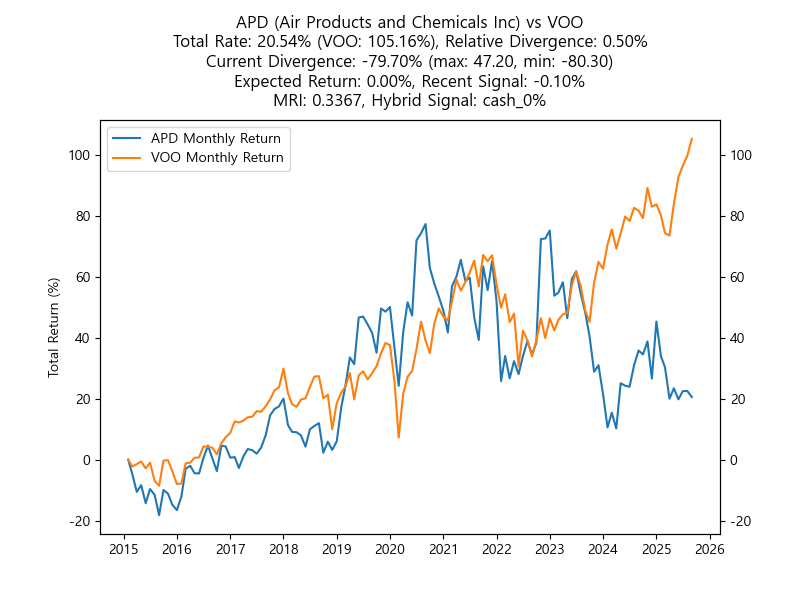 APD (Air Products and Chemicals Inc) vs VOO
Total Rate: 20.54% (VOO: 105.16%), Relative Divergence: 0.50%
Current Divergence: -79.70% (max: 47.20, min: -80.30)
Expected Return: 0.00%, Recent Signal: -0.10%
MRI: 0.3367, Hybrid Signal: cash_0%
APD Monthly Return
VOO Monthly Return
Total Return (%)
100
80
60
40
20
0
-20
100
80
60
40
20
0
-20
2015 2016 2017 2018 2019 2020 2021 2022 2023 2024 2025 2026